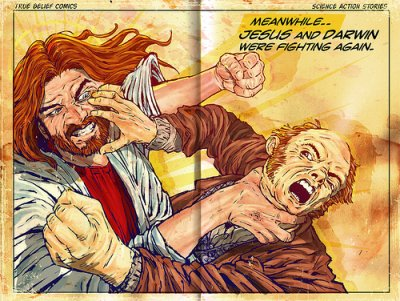 TRUE BELIEF COMICS
SCIENCE ACTION STORIES
MEANWHILE..
JESUS AND DARWIN
WERE FIGHTING AGAIN.